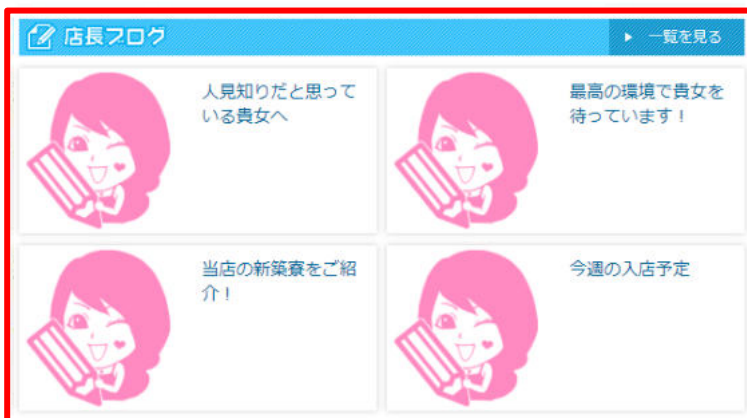 店長ブログ
一覧を見る
人見知りだと思って
いる貴女へ
最高の環境で貴女を
待っています！
当店の新築寮をご紹
介！
今週の入店予定